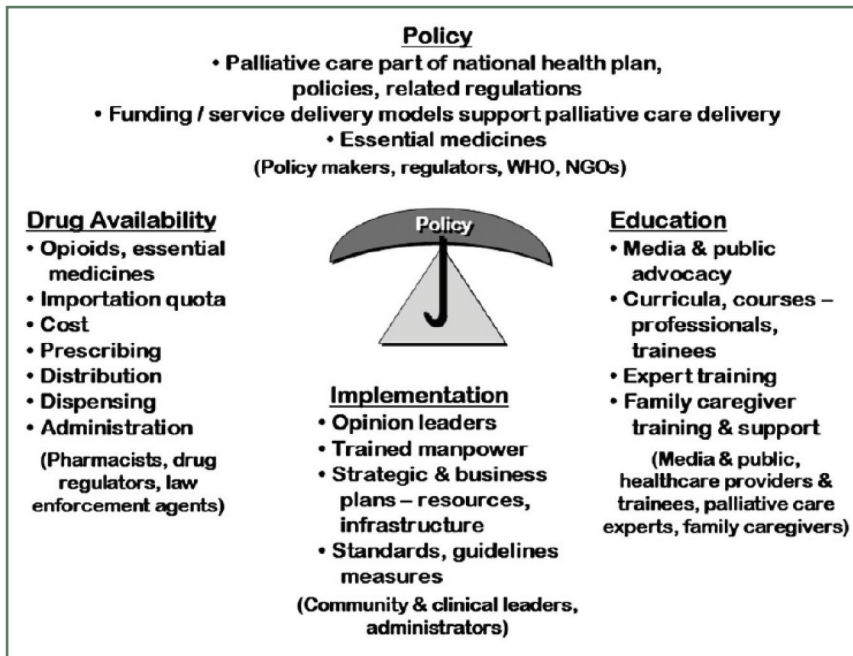 Policy
• Palliative care part of national health plan,
policies, related regulations
• Funding / service delivery models support palliative care delivery
• Essential medicines
(Policy makers, regulators, WHO, NGOs)
Drug Availability
• Opioids, essential
medicines
• Importation quota
• Cost
• Prescribing
• Distribution
• Dispensing
• Administration
(Pharmacists, drug
regulators, law
enforcement agents)
Policy
Implementation
• Opinion leaders
• Trained manpower
• Strategic & business
plans – resources,
infrastructure
• Standards, guidelines
measures
(Community & clinical leaders,
administrators)
Education
• Media & public
advocacy
• Curricula, courses –
professionals,
trainees
• Expert training
• Family caregiver
training & support
(Media & public,
healthcare providers &
trainees, palliative care
experts, family caregivers)